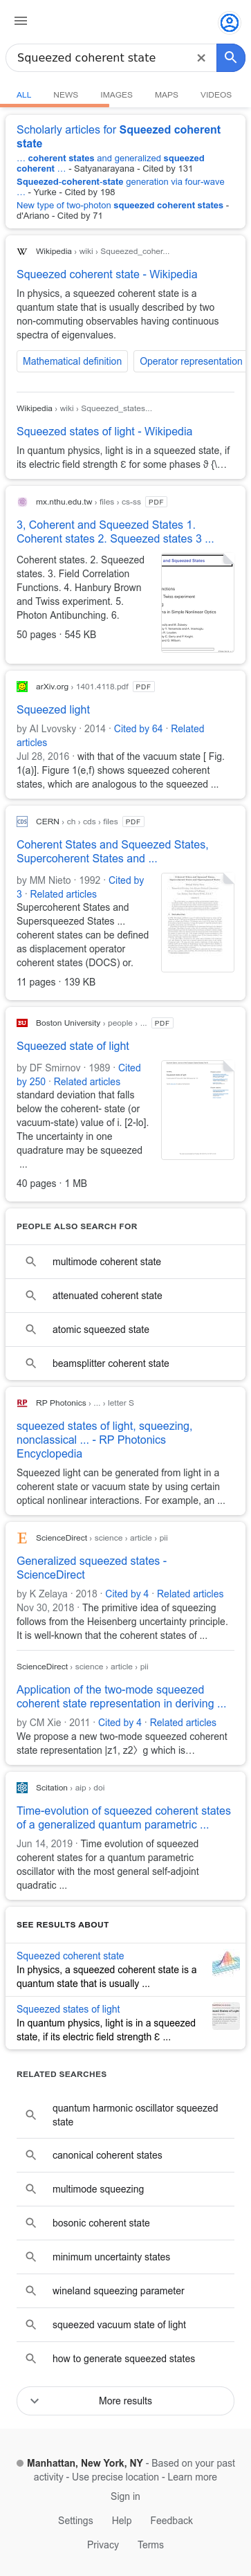 Squeezed coherent state
ALL NEWS IMAGES MAPS VIDEOS
Scholarly articles for Squeezed coherent
state
… coherent states and generalized squeezed
coherent … - Satyanarayana - Cited by 131
Squeezed-coherent-state generation via four-wave
… - Yurke - Cited by 198
New type of two-photon squeezed coherent states -
d'Ariano - Cited by 71
Wikipedia › wiki › Squeezed_coher...
Squeezed coherent state - Wikipedia
In physics, a squeezed coherent state is a
quantum state that is usually described by two
non-commuting observables having continuous
spectra of eigenvalues.
Mathematical definition Operator representation
Wikipedia › wiki › Squeezed_states...
Squeezed states of light - Wikipedia
In quantum physics, light is in a squeezed state, if
its electric field strength Ԑ for some phases ϑ {\...
mx.nthu.edu.tw › files › cs-ss PDF
3, Coherent and Squeezed States 1.
Coherent states 2. Squeezed states 3 ...
Coherent states. 2. Squeezed
states. 3. Field Correlation
Functions. 4. Hanbury Brown
and Twiss experiment. 5.
Photon Antibunching. 6.
50 pages · 545 KB
arXiv.org › 1401.4118.pdf PDF
Squeezed light
by AI Lvovsky · 2014 · Cited by 64 · Related
articles
Jul 28, 2016 · with that of the vacuum state [ Fig.
1(a)]. Figure 1(e,f) shows squeezed coherent
states, which are analogous to the squeezed ...
CERN › ch › cds › files PDF
Coherent States and Squeezed States,
Supercoherent States and ...
by MM Nieto · 1992 · Cited by
3 · Related articles
Supercoherent States and
Supersqueezed States ...
coherent states can be defined
as displacement operator
coherent states (DOCS) or.
11 pages · 139 KB
BU
Boston University › people › ... PDF
Squeezed state of light
by DF Smirnov · 1989 · Cited
by 250 · Related articles
standard deviation that falls
below the coherent- state (or
vacuum-state) value of i. [2-lo].
The uncertainty in one
quadrature may be squeezed
...
40 pages · 1 MB
PEOPLE ALSO SEARCH FOR
multimode coherent state
attenuated coherent state
atomic squeezed state
beamsplitter coherent state
RP
RP Photonics › ... › letter S
squeezed states of light, squeezing,
nonclassical ... - RP Photonics
Encyclopedia
Squeezed light can be generated from light in a
coherent state or vacuum state by using certain
optical nonlinear interactions. For example, an ...
ScienceDirect › science › article › pii
Generalized squeezed states -
ScienceDirect
by K Zelaya · 2018 · Cited by 4 · Related articles
Nov 30, 2018 · The primitive idea of squeezing
follows from the Heisenberg uncertainty principle.
It is well-known that the coherent states of ...
ScienceDirect › science › article › pii
Application of the two-mode squeezed
coherent state representation in deriving ...
by CM Xie · 2011 · Cited by 4 · Related articles
We propose a new two-mode squeezed coherent
state representation |z1, z2〉g which is…
Scitation › aip › doi
Time-evolution of squeezed coherent states
of a generalized quantum parametric ...
Jun 14, 2019 · Time evolution of squeezed
coherent states for a quantum parametric
oscillator with the most general self-adjoint
quadratic ...
SEE RESULTS ABOUT
Squeezed coherent state
In physics, a squeezed coherent state is a
quantum state that is usually ...
Squeezed states of light
In quantum physics, light is in a squeezed
state, if its electric field strength Ԑ ...
RELATED SEARCHES
quantum harmonic oscillator squeezed
state
canonical coherent states
multimode squeezing
bosonic coherent state
minimum uncertainty states
wineland squeezing parameter
squeezed vacuum state of light
how to generate squeezed states
More results
Manhattan, New York, NY - Based on your past
activity - Use precise location - Learn more
Sign in
Settings Help Feedback
Privacy Terms